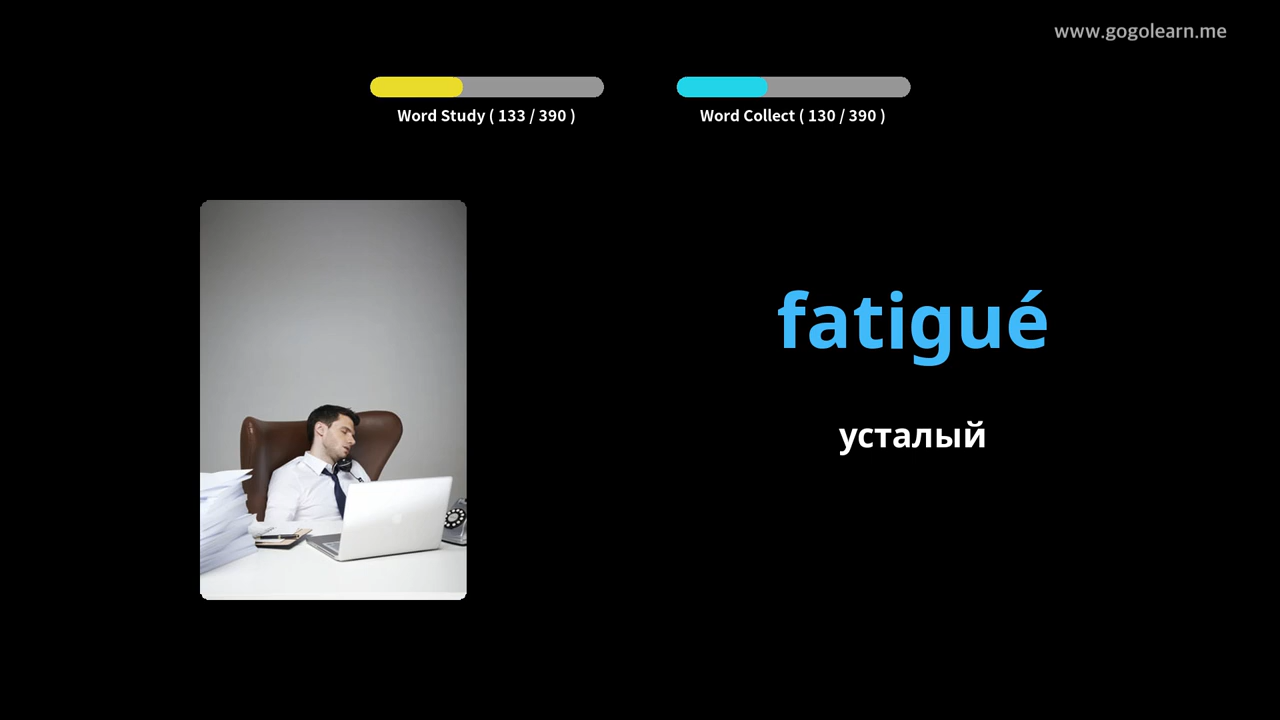 www.gogolearn.me
Word Study ( 133 / 390 )
Word Collect ( 130 / 390 )
fatigué
усталый